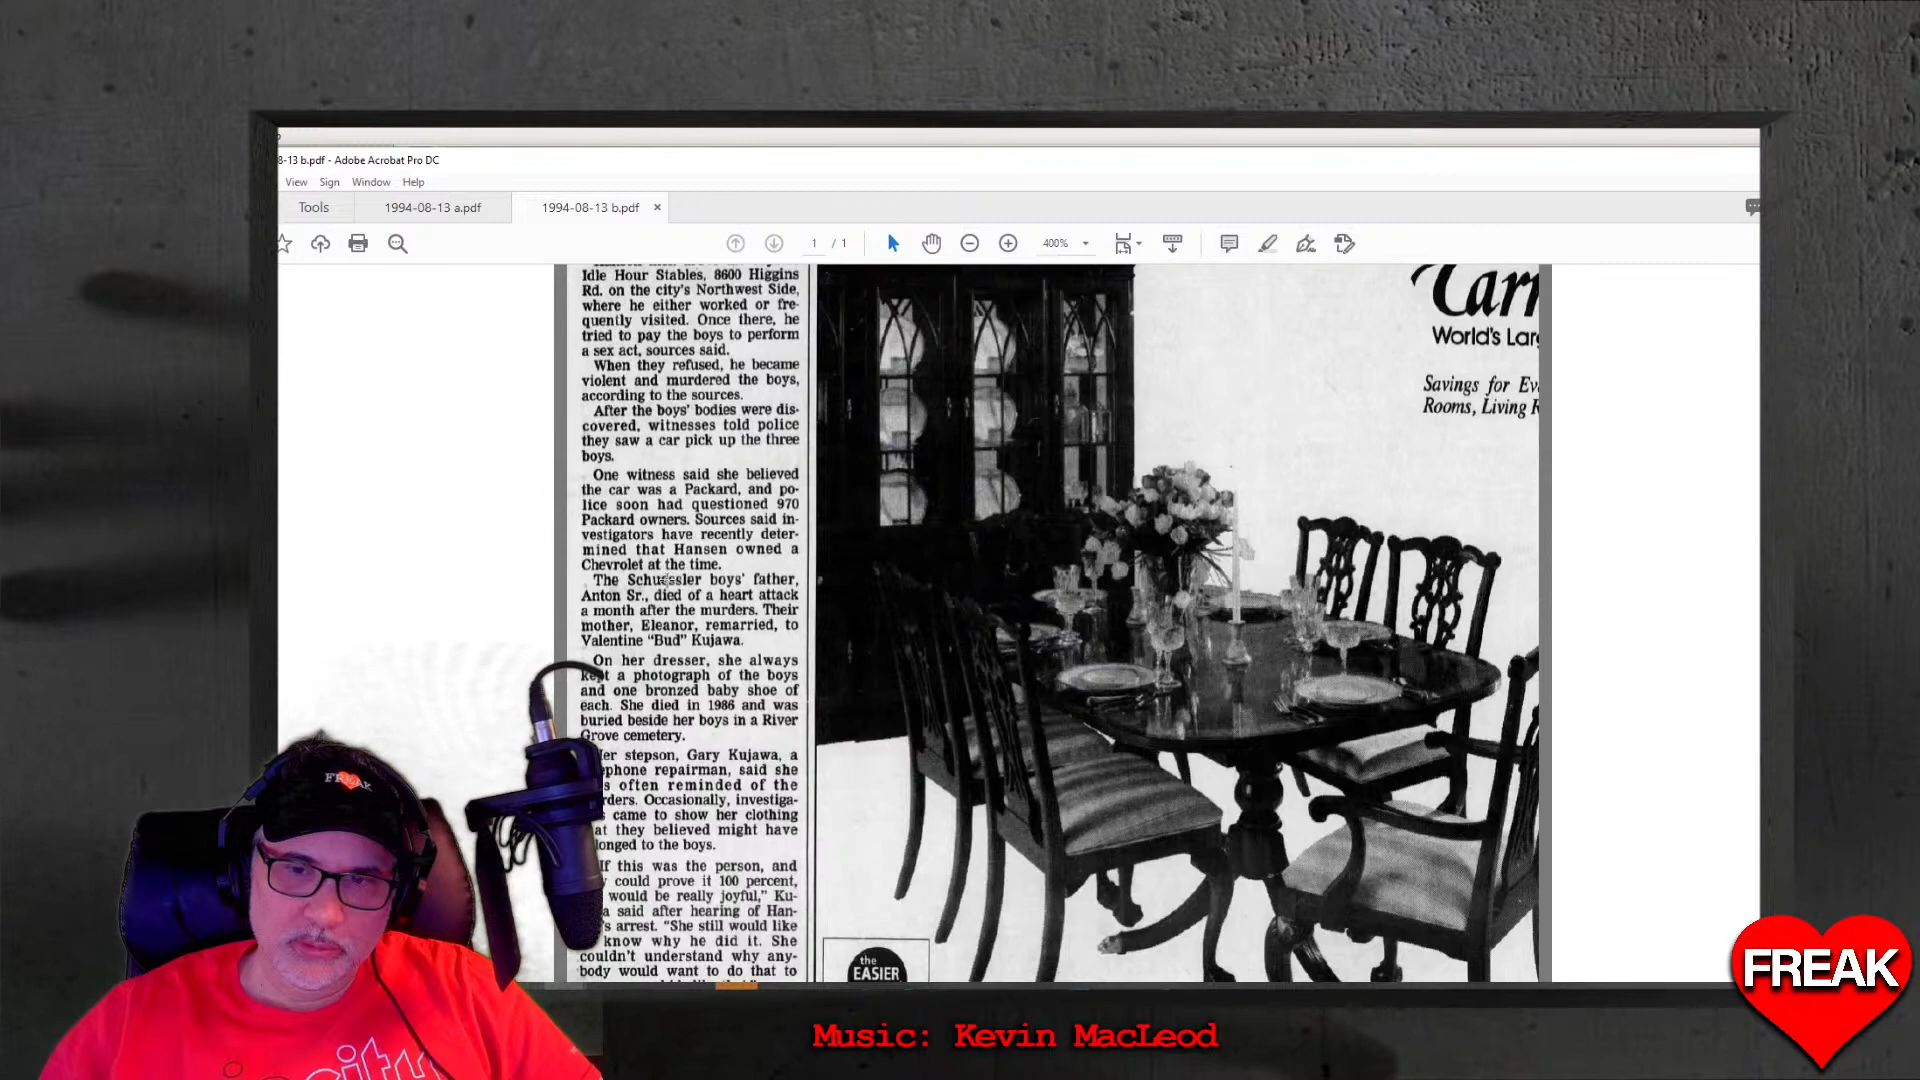 8-13 b.pdf - Adobe Acrobat Pro DC
View Sign Window Help
Tools 1994-08-13 a.pdf 1994-08-13 b.pdf ×
1 / 1 400%
Idle Hour Stables, 8600 Higgins
Rd. on the city's Northwest Side,
where he either worked or fre-
quently visited. Once there, he
tried to pay the boys to perform
a sex act, sources said.
When they refused, he became
violent and murdered the boys,
according to the sources.
After the boys' bodies were dis-
covered, witnesses told police
they saw a car pick up the three
boys.
One witness said she believed
the car was a Packard, and po-
lice soon had questioned 970
Packard owners. Sources said in-
vestigators have recently deter-
mined that Hansen owned a
Chevrolet at the time.
The Schuessler boys' father,
Anton Sr., died of a heart attack
a month after the murders. Their
mother, Eleanor, remarried, to
Valentine "Bud" Kujawa.
On her dresser, she always
kept a photograph of the boys
and one bronzed baby shoe of
each. She died in 1986 and was
buried beside her boys in a River
Grove cemetery.
er stepson, Gary Kujawa, a
ephone repairman, said she
s often reminded of the
rders. Occasionally, investiga-
s came to show her clothing
at they believed might have
longed to the boys.
If this was the person, and
y could prove it 100 percent,
would be really joyful," Ku-
a said after hearing of Han-
's arrest. "She still would like
know why he did it. She
couldn't understand why any-
body would want to do that to
World's Larg
Savings for Ev
Rooms, Living R
the
EASIER
FREAK
FREAK
Music: Kevin MacLeod